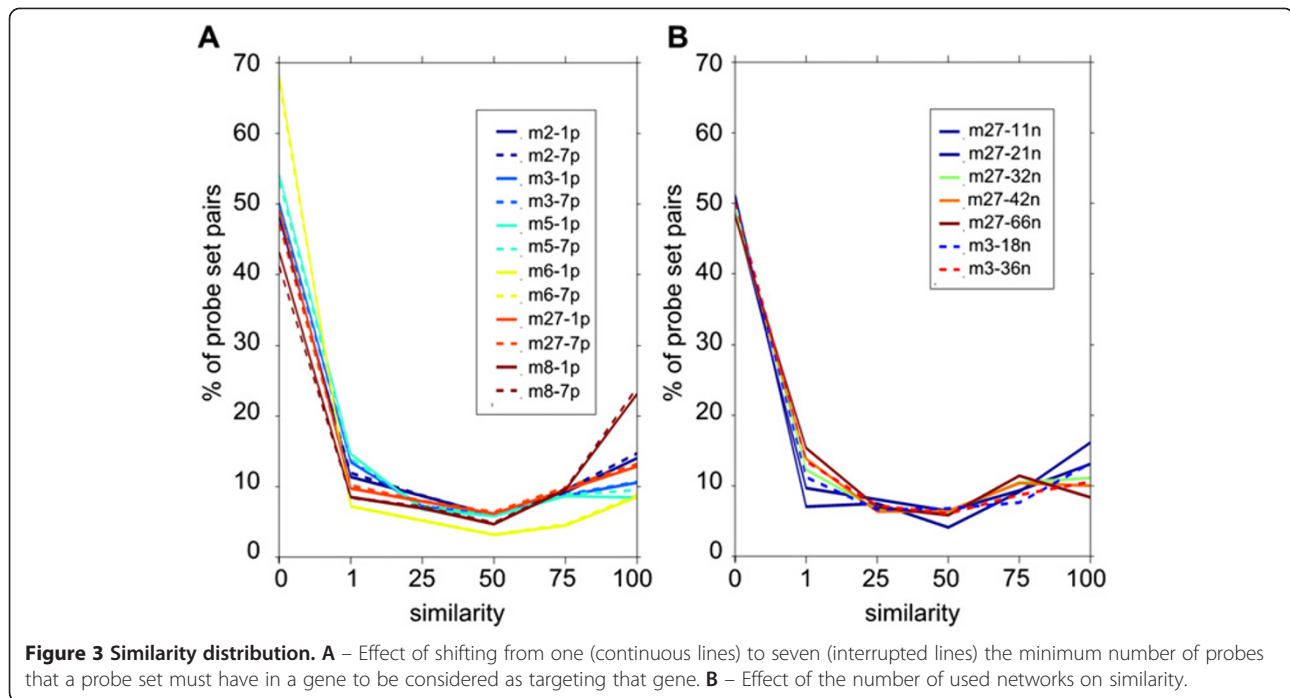 A
% of probe set pairs
70
60
50
40
30
20
10
0
0 1 25 50 75 100
similarity
m2-1p
m2-7p
m3-1p
m3-7p
m5-1p
m5-7p
m6-1p
m6-7p
m27-1p
m27-7p
m8-1p
m8-7p
B
% of probe set pairs
70
60
50
40
30
20
10
0
0 1 25 50 75 100
similarity
m27-11n
m27-21n
m27-32n
m27-42n
m27-66n
m3-18n
m3-36n
Figure 3 Similarity distribution. A – Effect of shifting from one (continuous lines) to seven (interrupted lines) the minimum number of probes
that a probe set must have in a gene to be considered as targeting that gene. B – Effect of the number of used networks on similarity.